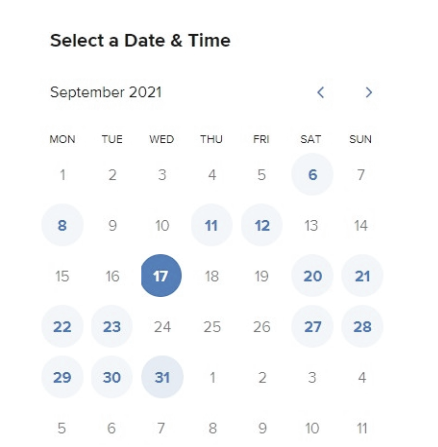 Select a Date & Time
September 2021
MON TUE WED THU FRI SAT SUN
1 2 3 4 5 6 7
8 9 10 11 12 13 14
15 16 17 18 19 20 21
22 23 24 25 26 27 28
29 30 31 1 2 3 4
5 6 7 8 9 10 11